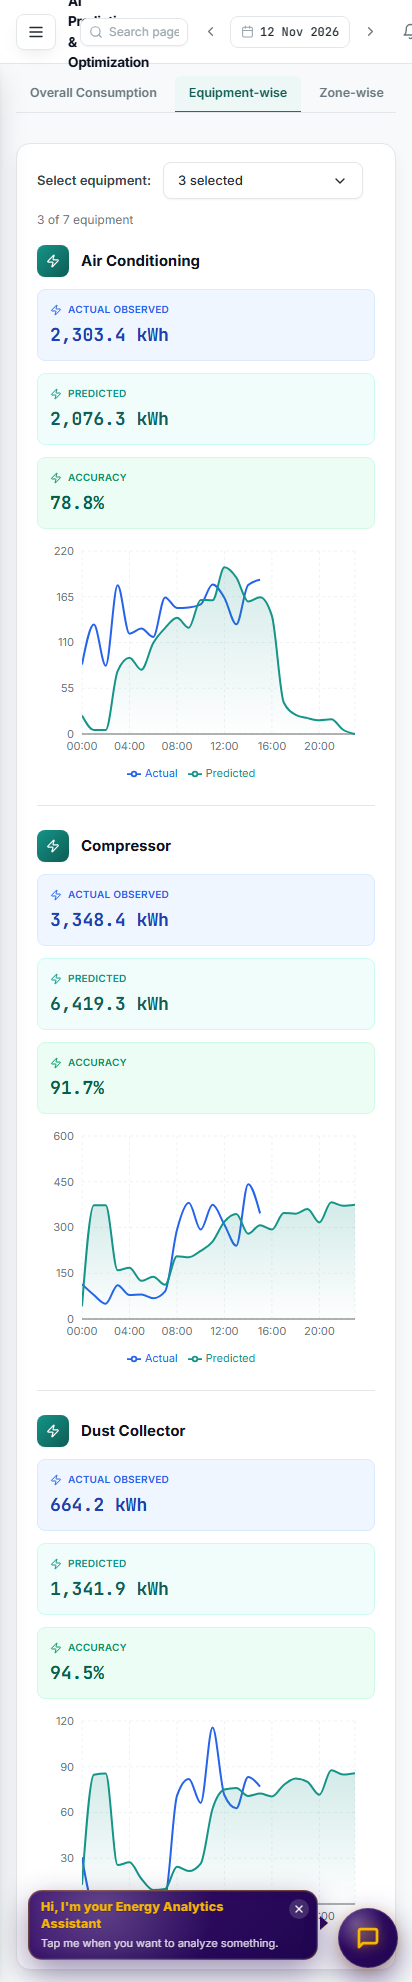 AI
Prediction
&
Optimization
Search page
12 Nov 2026
Overall Consumption
Equipment-wise
Zone-wise
Select equipment:
3 selected
3 of 7 equipment
Air Conditioning
ACTUAL OBSERVED
2,303.4 kWh
PREDICTED
2,076.3 kWh
ACCURACY
78.8%
220
165
110
55
0
00:00 04:00 08:00 12:00 16:00 20:00
Actual Predicted
Compressor
ACTUAL OBSERVED
3,348.4 kWh
PREDICTED
6,419.3 kWh
ACCURACY
91.7%
600
450
300
150
0
00:00 04:00 08:00 12:00 16:00 20:00
Actual Predicted
Dust Collector
ACTUAL OBSERVED
664.2 kWh
PREDICTED
1,341.9 kWh
ACCURACY
94.5%
120
90
60
30
:00
Hi, I'm your Energy Analytics
Assistant
Tap me when you want to analyze something.